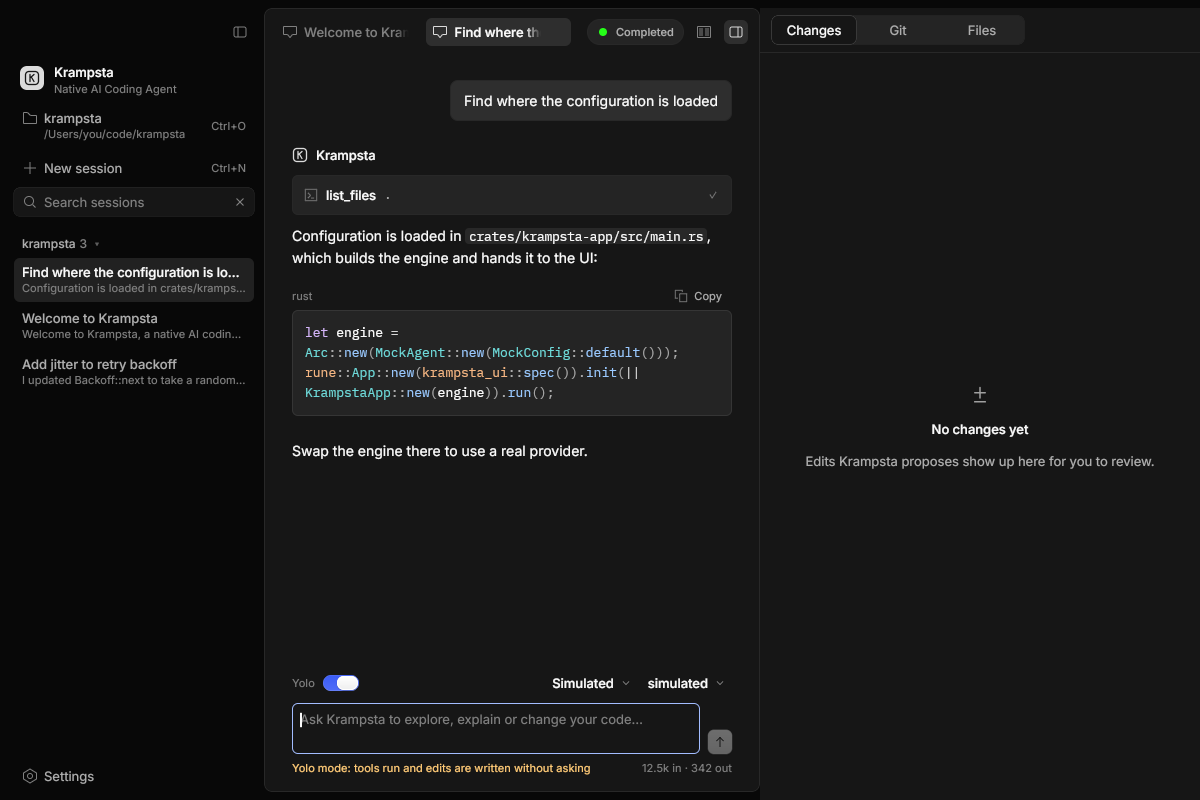 Krampsta
Native AI Coding Agent
krampsta
/Users/you/code/krampsta
Ctrl+O
New session
Ctrl+N
Search sessions
krampsta 3
Find where the configuration is lo...
Configuration is loaded in crates/kramps...
Welcome to Krampsta
Welcome to Krampsta, a native AI codin...
Add jitter to retry backoff
I updated Backoff::next to take a random...
Settings
Welcome to Krar
Find where th
Completed
Find where the configuration is loaded
K Krampsta
list_files .
Configuration is loaded in crates/krampsta-app/src/main.rs,
which builds the engine and hands it to the UI:
rust
Copy
let engine =
Arc::new(MockAgent::new(MockConfig::default()));
rune::App::new(krampsta_ui::spec()).init(||
KrampstaApp::new(engine)).run();
Swap the engine there to use a real provider.
Yolo
Simulated
simulated
Ask Krampsta to explore, explain or change your code...
Yolo mode: tools run and edits are written without asking
12.5k in · 342 out
Changes
Git
Files
No changes yet
Edits Krampsta proposes show up here for you to review.